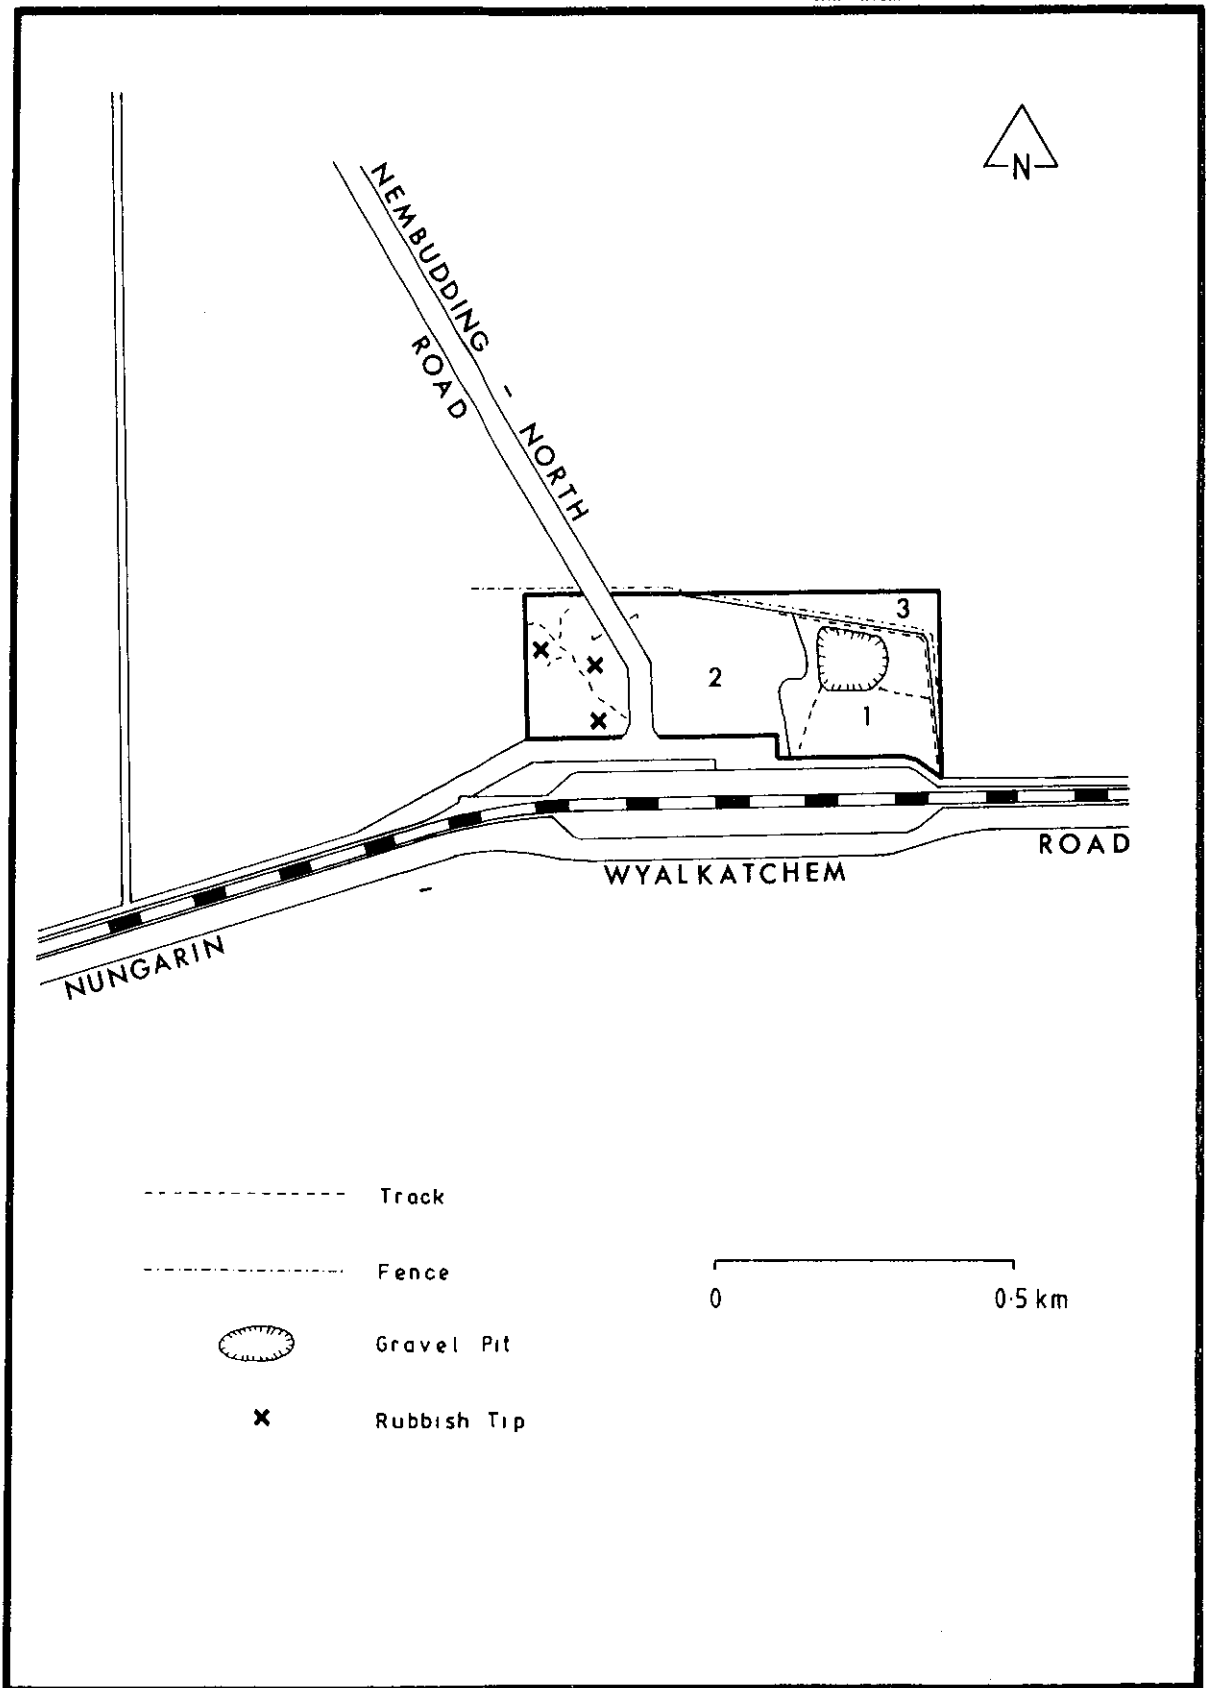 N
NEMBUDDING - NORTH
ROAD
3
2
1
ROAD
NUNGARIN - WYALKATCHEM
Track
Fence
0 0·5 km
Gravel Pit
Rubbish Tip